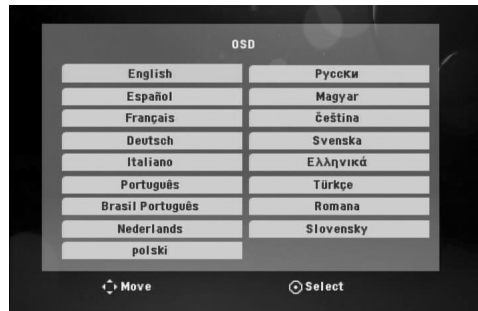 OSD
English
Русски
Español
Magyar
Français
čeština
Deutsch
Svenska
Italiano
Ελληνικά
Português
Türkçe
Brasil Português
Romana
Nederlands
Slovensky
polski
Move
Select